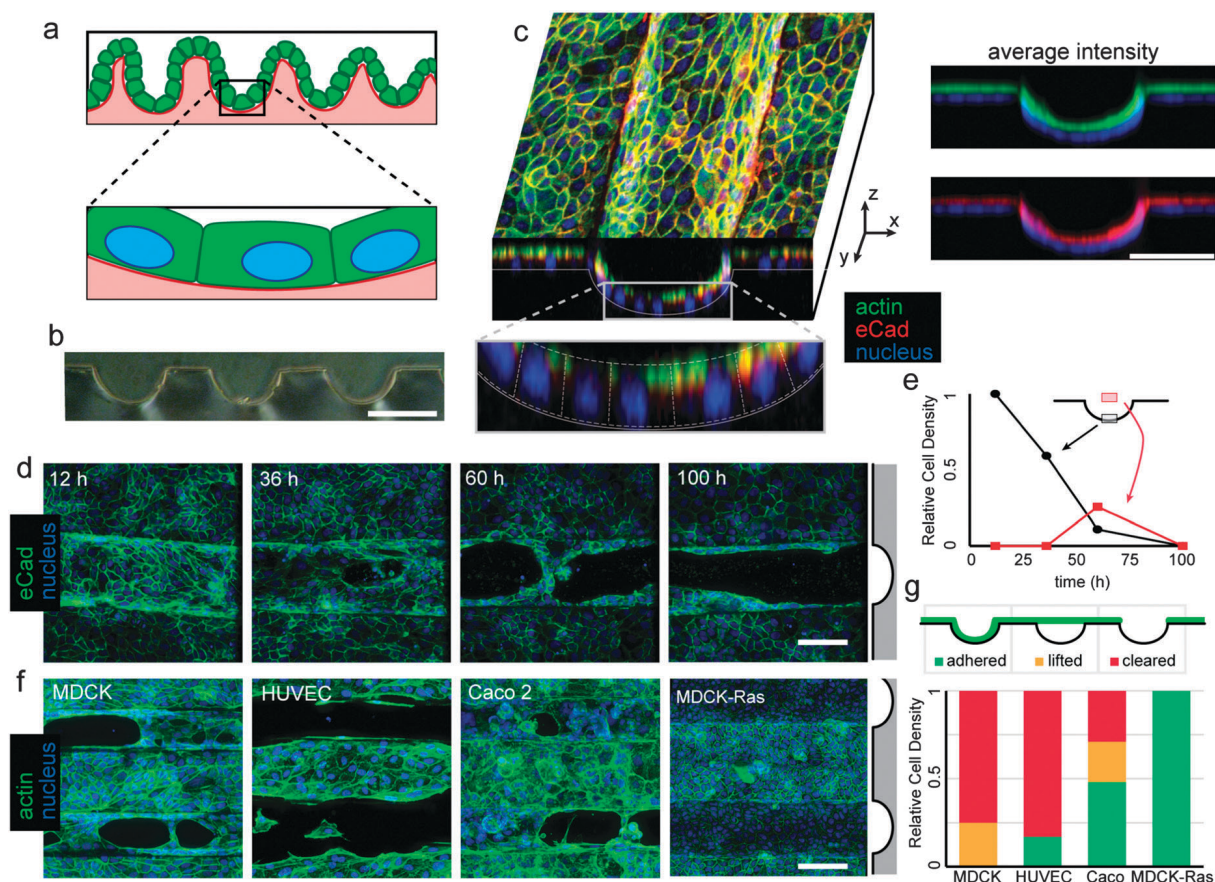 a
c
average intensity
z
x
y
actin
eCad
nucleus
b
e
Relative Cell Density
1
0.5
0
0 25 50 75 100
time (h)
d
eCad
nucleus
12 h
36 h
60 h
100 h
g
adhered
lifted
cleared
f
actin
nucleus
MDCK
HUVEC
Caco 2
MDCK-Ras
Relative Cell Density
1
0.5
0
MDCK HUVEC Caco MDCK-Ras